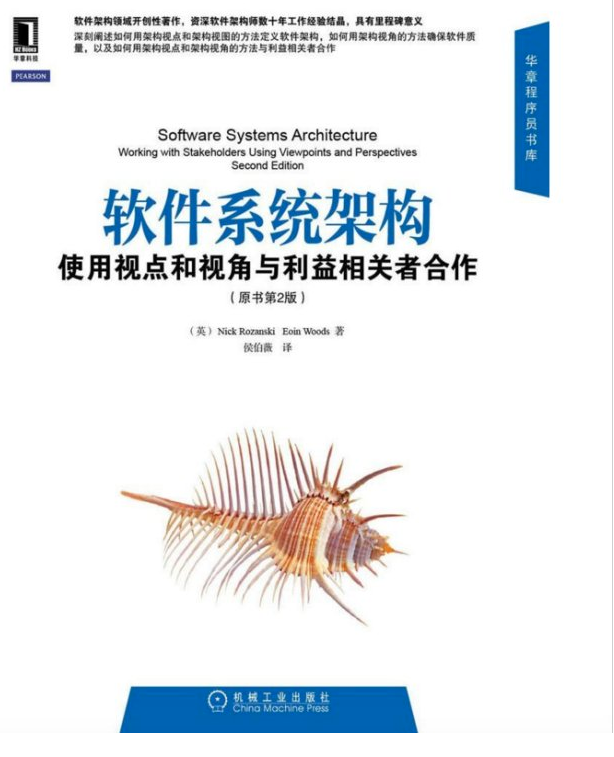 软件架构领域开创性著作，资深软件架构师数十年工作经验结晶，具有里程碑意义
深刻阐述如何用架构视点和架构视图的方法定义软件架构，如何用架构视角的方法确保软件质
量，以及如何用架构视点和架构视角的方法与利益相关者合作
HZ Books
华章科技
PEARSON
华章程序员书库
Software Systems Architecture
Working with Stakeholders Using Viewpoints and Perspectives
Second Edition
软件系统架构
使用视点和视角与利益相关者合作
（原书第2版）
（英）Nick Rozanski Eoin Woods 著
侯伯薇 译
机械工业出版社
China Machine Press